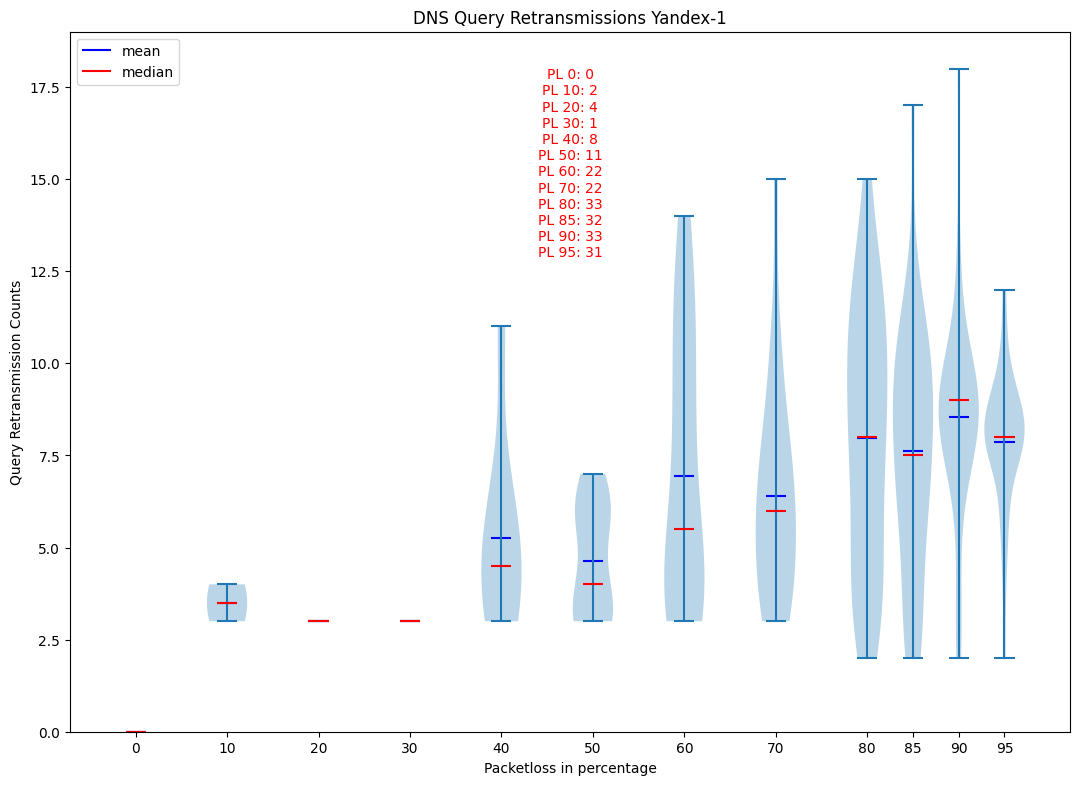 DNS Query Retransmissions Yandex-1
mean
median
PL 0: 0
PL 10: 2
PL 20: 4
PL 30: 1
PL 40: 8
PL 50: 11
PL 60: 22
PL 70: 22
PL 80: 33
PL 85: 32
PL 90: 33
PL 95: 31
Query Retransmission Counts
17.5
15.0
12.5
10.0
7.5
5.0
2.5
0.0
0 10 20 30 40 50 60 70 80 85 90 95
Packetloss in percentage